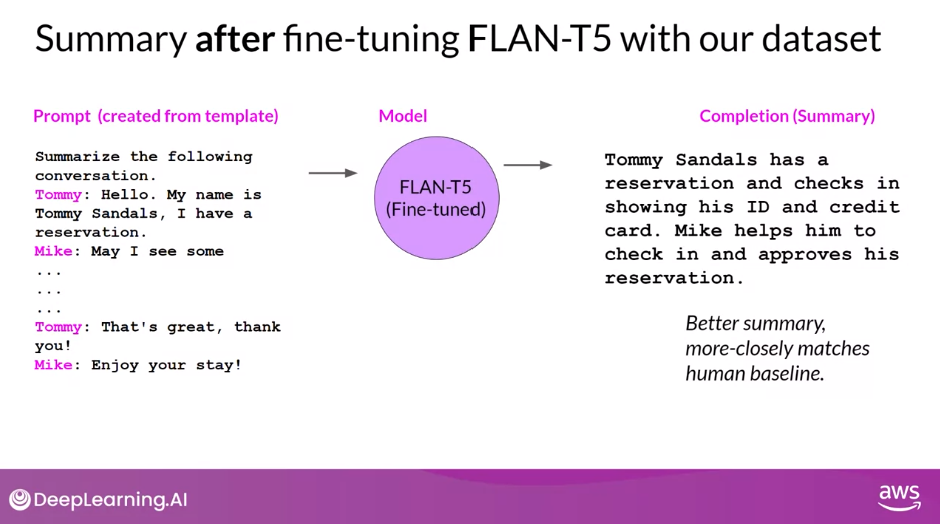 Summary after fine-tuning FLAN-T5 with our dataset
Prompt (created from template)
Summarize the following
conversation.
Tommy: Hello. My name is
Tommy Sandals, I have a
reservation.
Mike: May I see some
...
...
...
Tommy: That's great, thank
you!
Mike: Enjoy your stay!
Model
FLAN-T5
(Fine-tuned)
Completion (Summary)
Tommy Sandals has a
reservation and checks in
showing his ID and credit
card. Mike helps him to
check in and approves his
reservation.
Better summary,
more-closely matches
human baseline.
DeepLearning.AI
aws